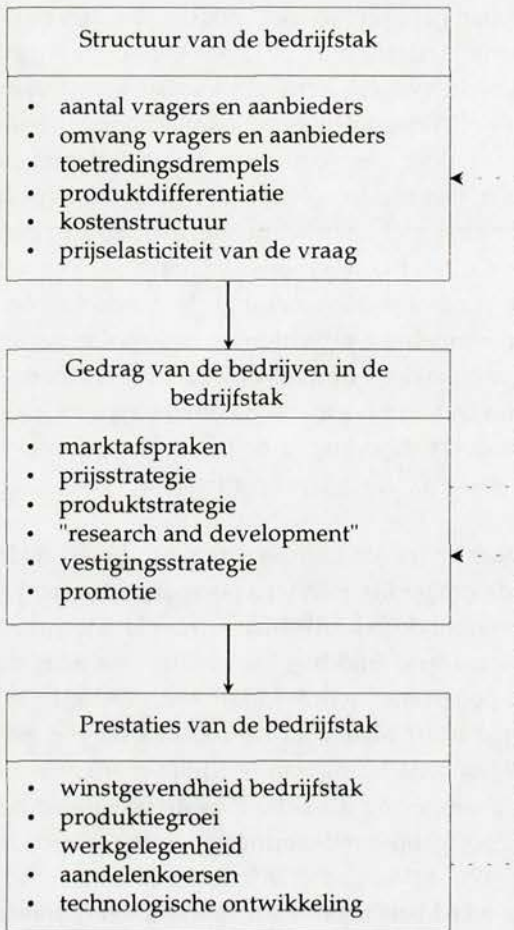 Structuur van de bedrijfstak
• aantal vragers en aanbieders
• omvang vragers en aanbieders
• toetredingsdrempels
• produktdifferentiatie
• kostenstructuur
• prijselasticiteit van de vraag
Gedrag van de bedrijven in de
bedrijfstak
• marktafspraken
• prijsstrategie
• produktstrategie
• "research and development"
• vestigingsstrategie
• promotie
Prestaties van de bedrijfstak
• winstgevendheid bedrijfstak
• produktiegroei
• werkgelegenheid
• aandelenkoersen
• technologische ontwikkeling